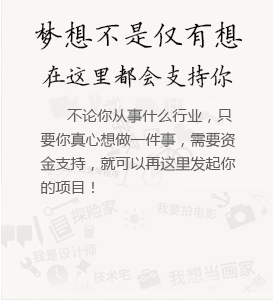 梦想不是仅有想
在这里都会支持你
不论你从事什么行业，只
要你真心想做一件事，需要资
金支持，就可以再这里发起你
的项目！
探险家
我要拍电影
我是设计师
技术宅
我想当画家